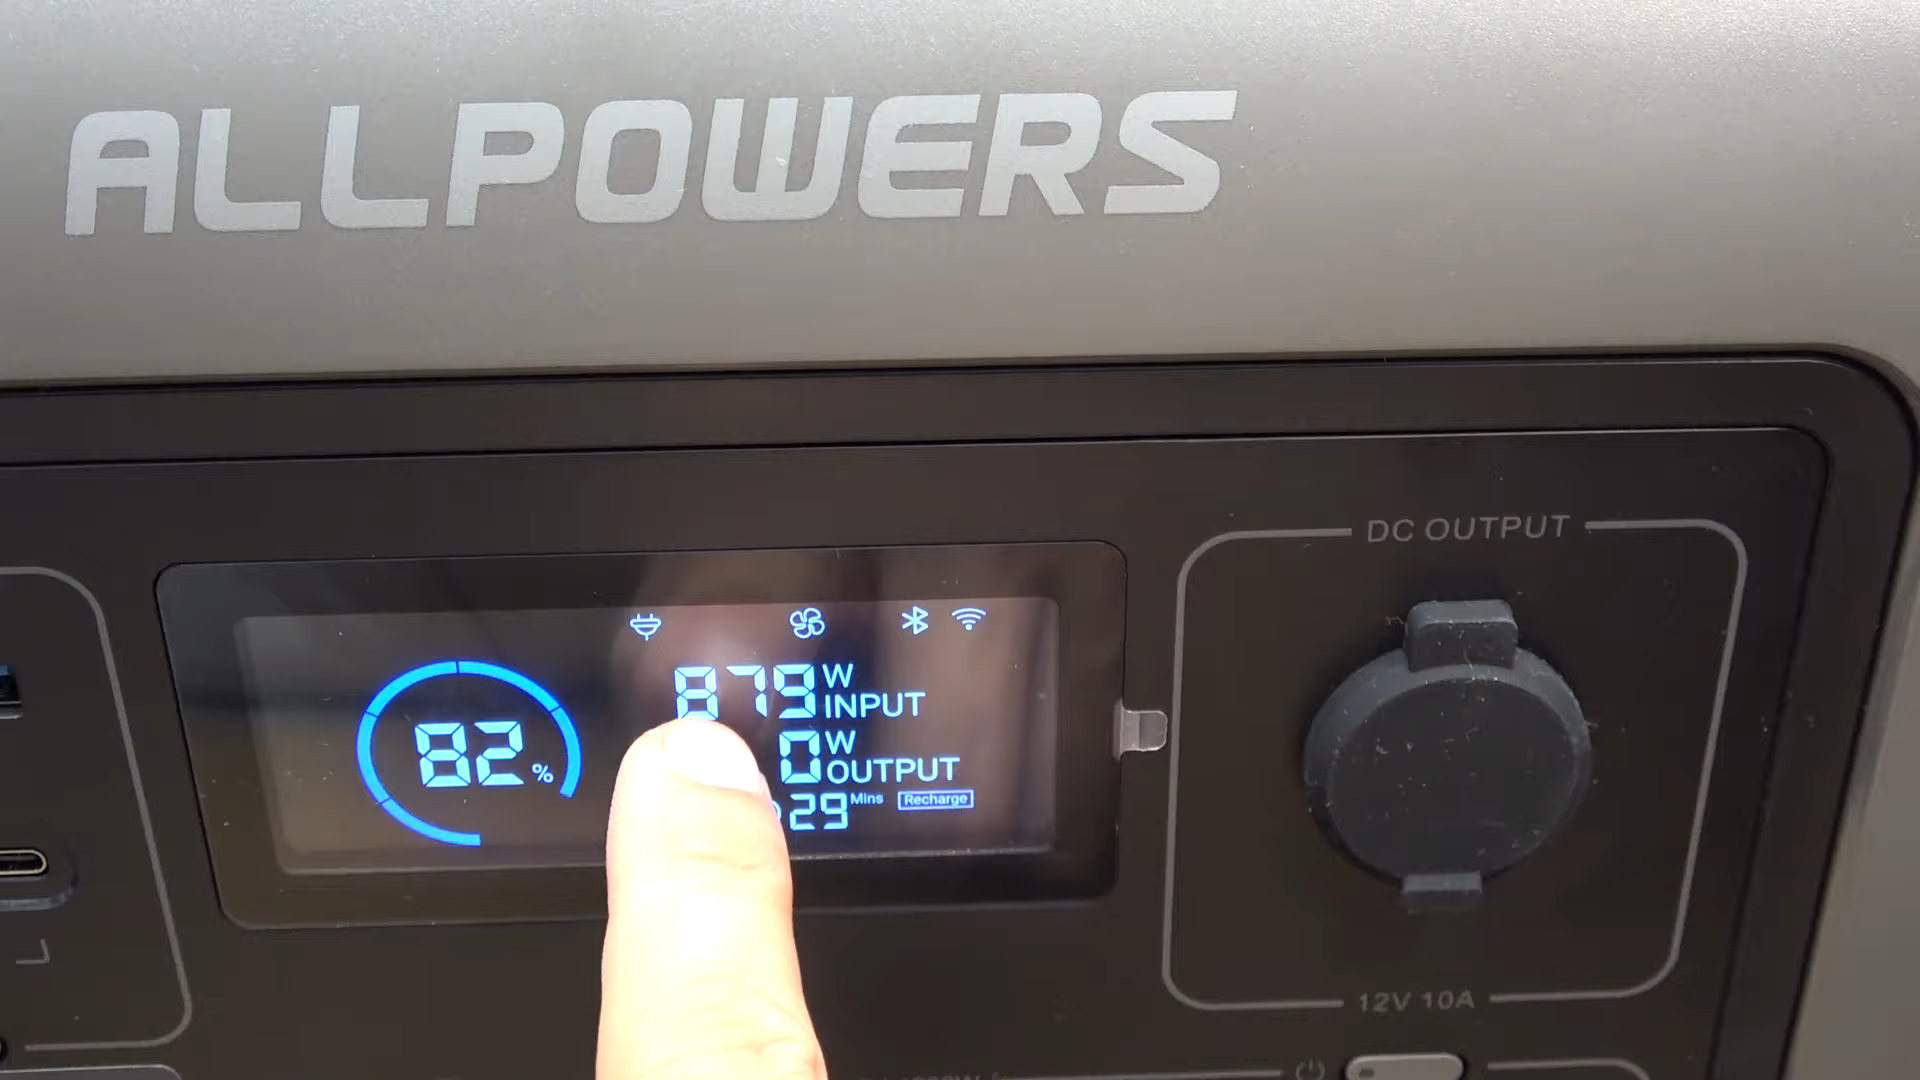 ALLPOWERS
DC OUTPUT
879 W
INPUT
82 %
0 W
OUTPUT
29 Mins Recharge
12V 10A